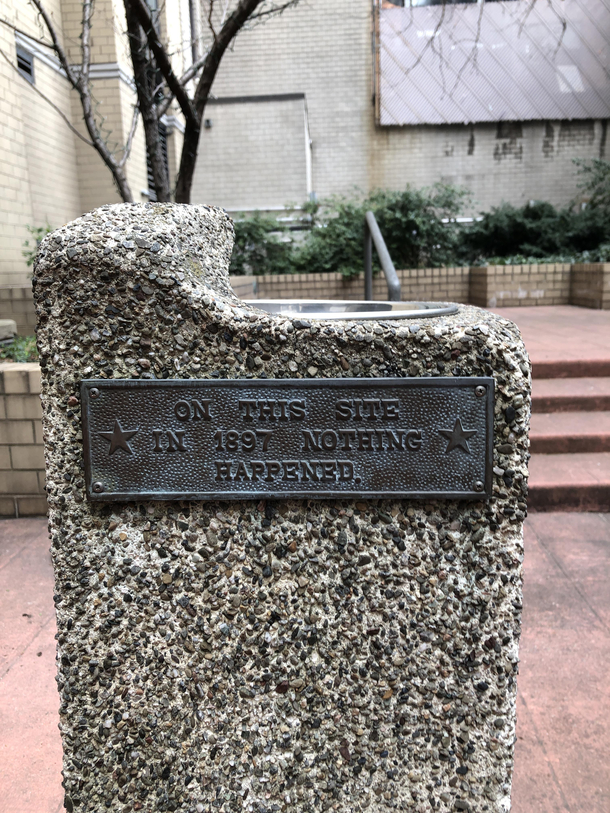 ON THIS SITE
IN 1897 NOTHING
HAPPENED.